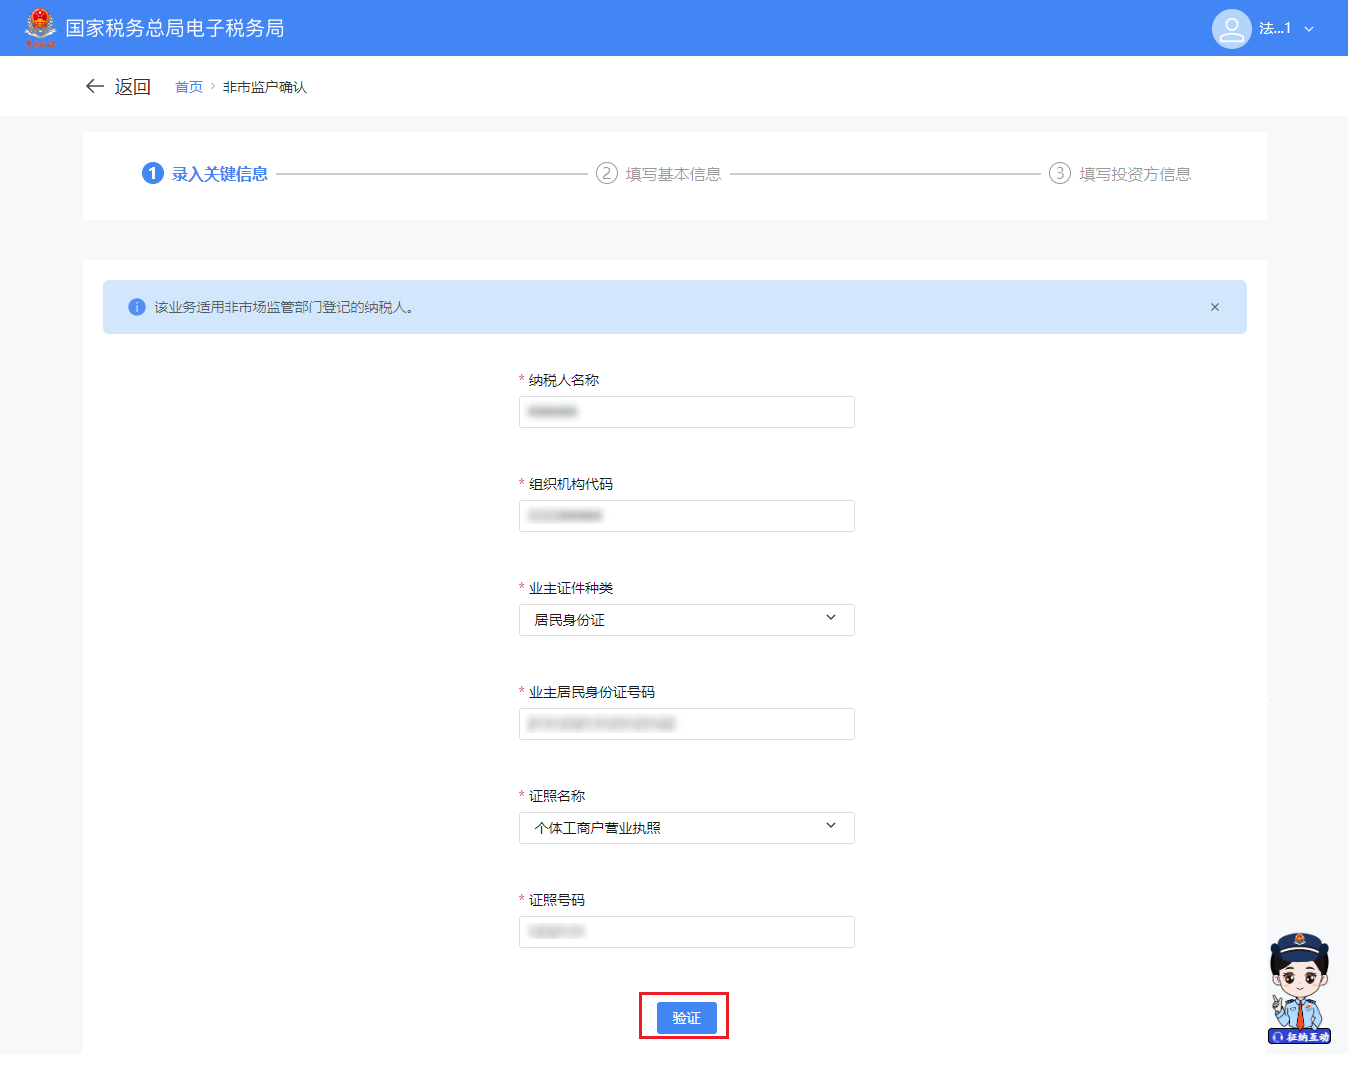 国家税务总局电子税务局
法...1
返回
首页 > 非市监户确认
1 录入关键信息
2 填写基本信息
3 填写投资方信息
该业务适用非市场监管部门登记的纳税人。
* 纳税人名称
* 组织机构代码
* 业主证件种类
居民身份证
* 业主居民身份证号码
* 证照名称
个体工商户营业执照
* 证照号码
验证
征纳互动